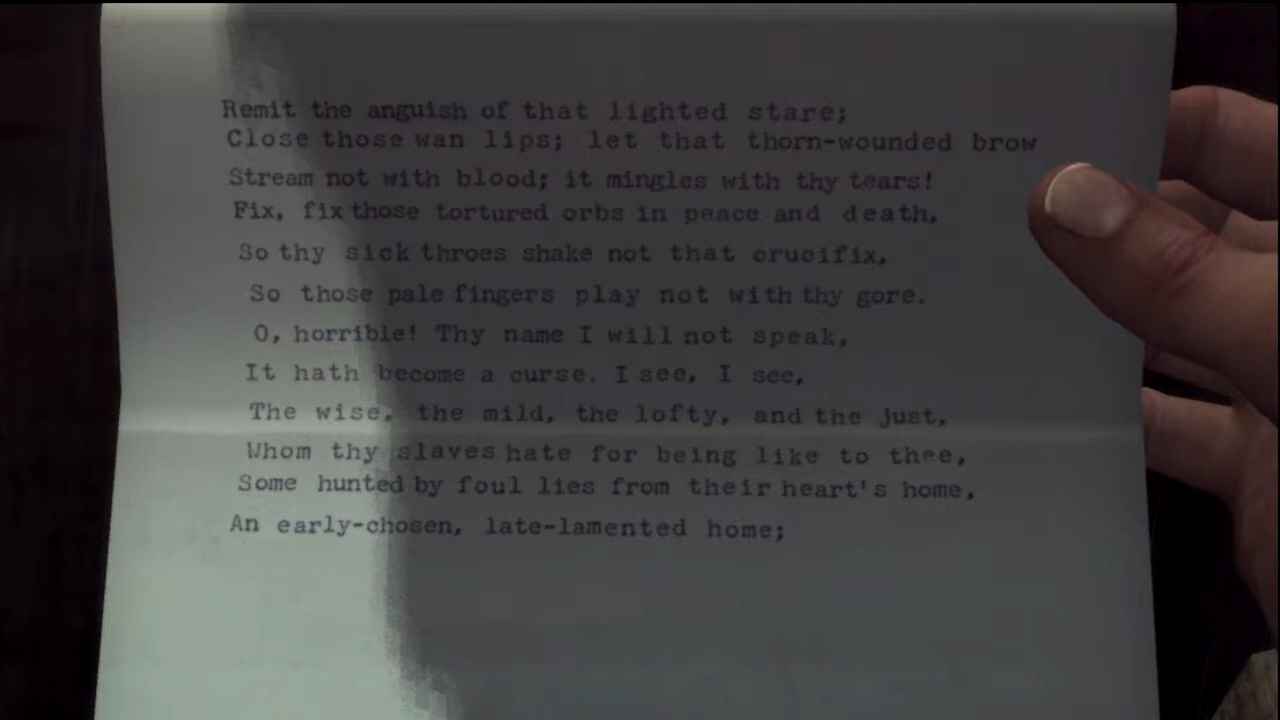 Remit the anguish of that lighted stare;
Close those wan lips; let that thorn-wounded brow
Stream not with blood; it mingles with thy tears!
Fix, fix those tortured orbs in peace and death,
So thy sick throes shake not that crucifix,
So those pale fingers play not with thy gore.
O, horrible! Thy name I will not speak,
It hath become a curse. I see, I see,
The wise, the mild, the lofty, and the just,
Whom thy slaves hate for being like to thee,
Some hunted by foul lies from their heart's home,
An early-chosen, late-lamented home;